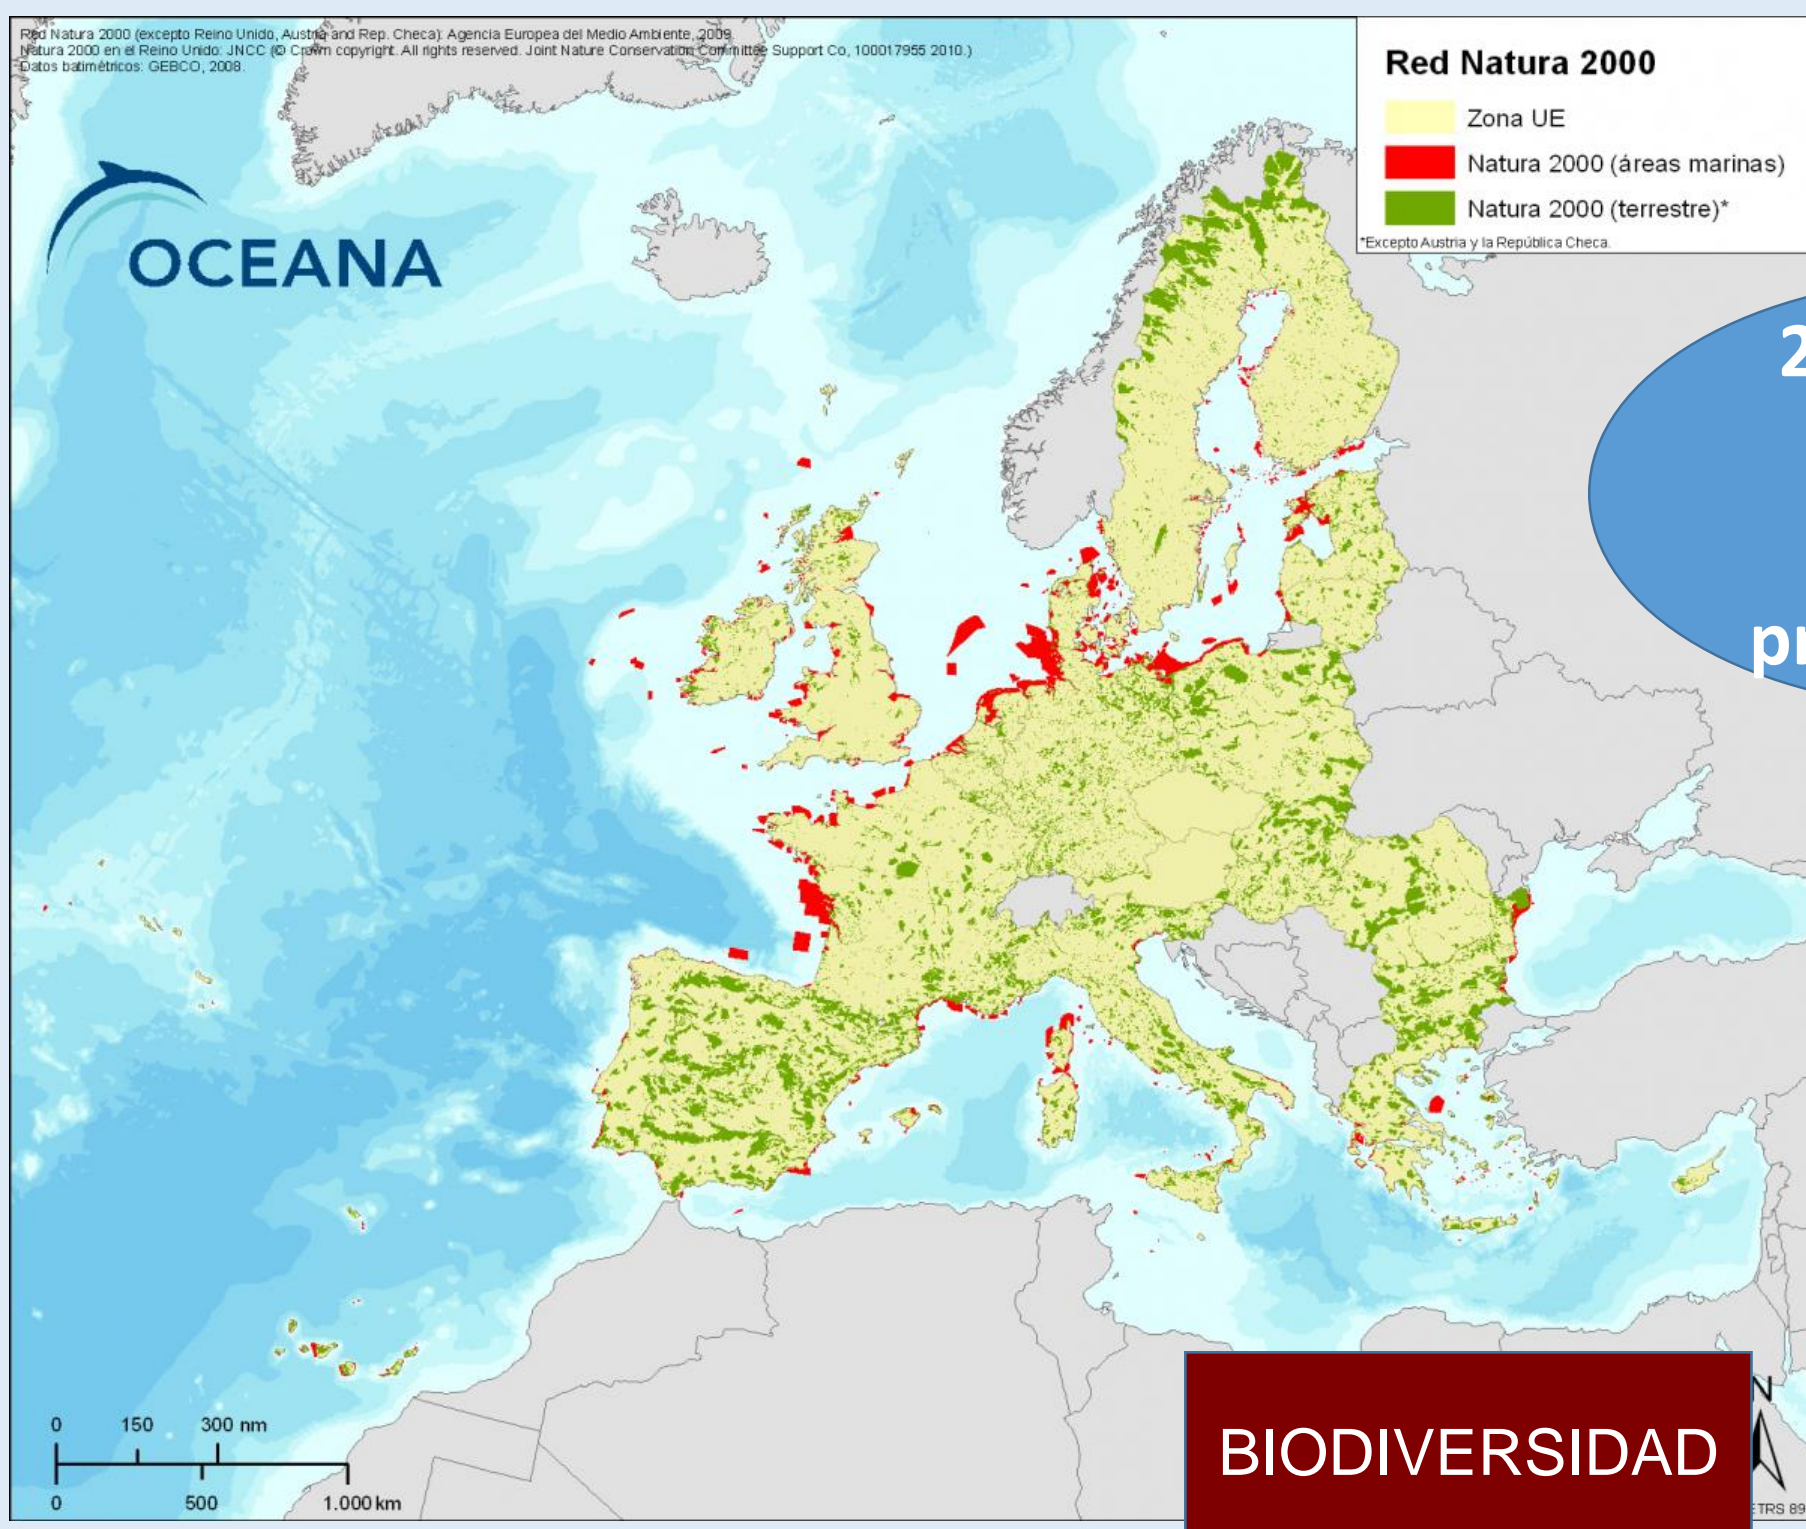 Red Natura 2000 (excepto Reino Unido, Austria and Rep. Checa): Agencia Europea del Medio Ambiente, 2009.
Natura 2000 en el Reino Unido: JNCC (© Crown copyright. All rights reserved. Joint Nature Conservation Committee Support Co, 100017955 2010.)
Datos batimétricos: GEBCO, 2008.
OCEANA
Red Natura 2000
Zona UE
Natura 2000 (áreas marinas)
Natura 2000 (terrestre)*
*Excepto Austria y la República Checa.
2
pr
0 150 300 nm
0 500 1.000 km
BIODIVERSIDAD
N
TRS 89